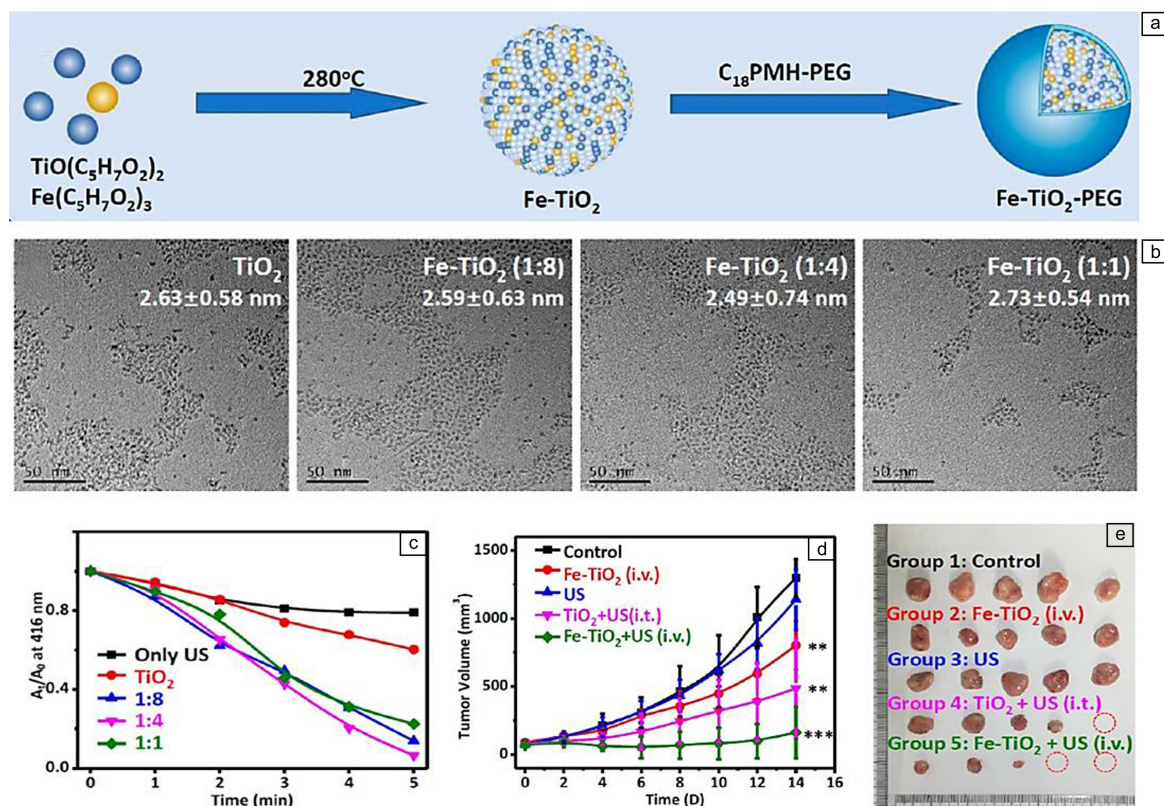 a
280°C
C₁₈PMH-PEG
TiO(C₅H₇O₂)₂
Fe(C₅H₇O₂)₃
Fe-TiO₂
Fe-TiO₂-PEG
b
TiO₂
2.63±0.58 nm
50 nm
Fe-TiO₂ (1:8)
2.59±0.63 nm
50 nm
Fe-TiO₂ (1:4)
2.49±0.74 nm
50 nm
Fe-TiO₂ (1:1)
2.73±0.54 nm
50 nm
c
Aₜ/A₀ at 416 nm
0.8
0.4
0.0
Only US
TiO₂
1:8
1:4
1:1
0 1 2 3 4 5
Time (min)
d
Tumor Volume (mm³)
1500
1000
500
0
Control
Fe-TiO₂ (i.v.)
US
TiO₂+US(i.t.)
Fe-TiO₂+US (i.v.)
**
**
***
0 2 4 6 8 10 12 14 16
Time (D)
e
Group 1: Control
Group 2: Fe-TiO₂ (i.v.)
Group 3: US
Group 4: TiO₂ + US (i.t.)
Group 5: Fe-TiO₂ + US (i.v.)